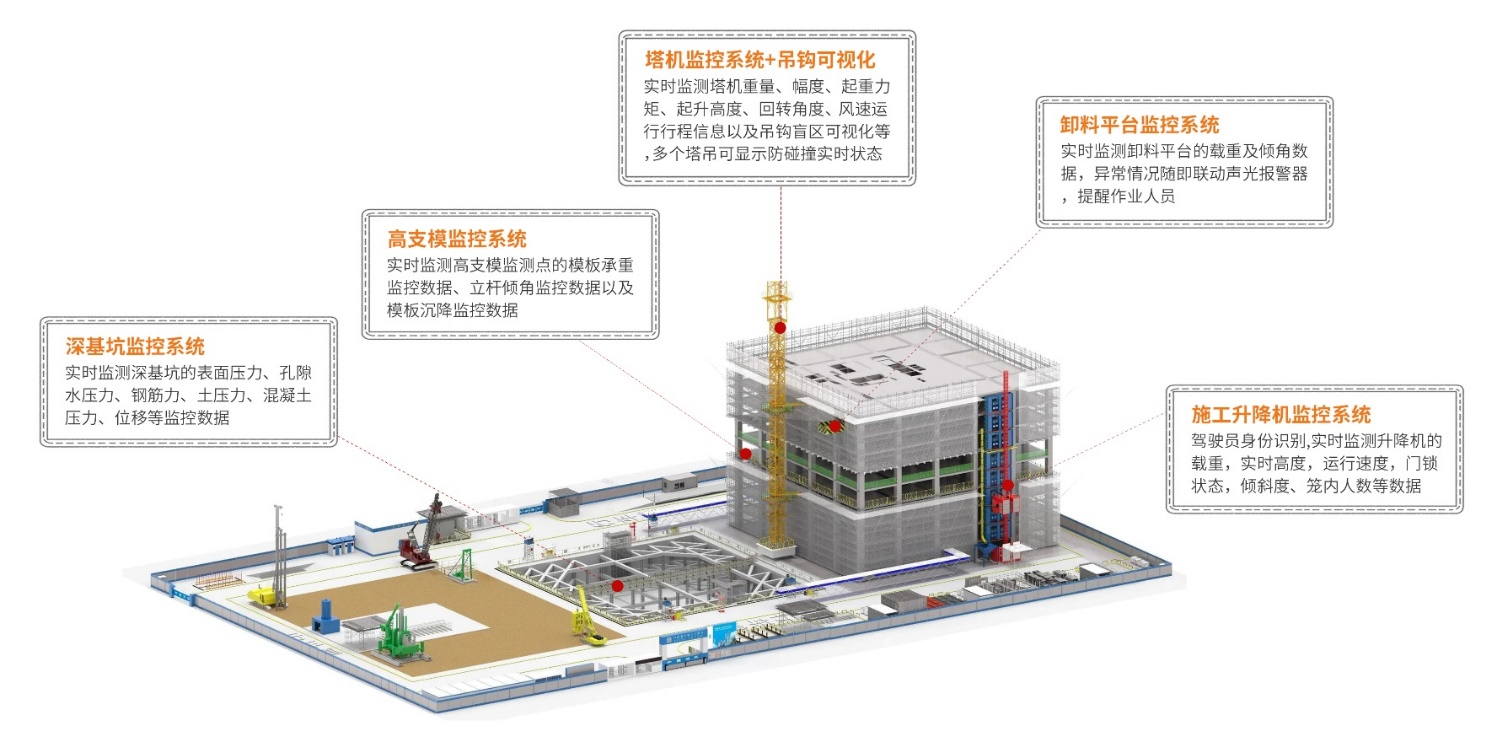 塔机监控系统+吊钩可视化
实时监测塔机重量、幅度、起重力
矩、起升高度、回转角度、风速运
行行程信息以及吊钩盲区可视化等
,多个塔吊可显示防碰撞实时状态
卸料平台监控系统
实时监测卸料平台的载重及倾角数
据，异常情况随即联动声光报警器
，提醒作业人员
高支模监控系统
实时监测高支模监测点的模板承重
监控数据、立杆倾角监控数据以及
模板沉降监控数据
深基坑监控系统
实时监测深基坑的表面压力、孔隙
水压力、钢筋力、土压力、混凝土
压力、位移等监控数据
施工升降机监控系统
驾驶员身份识别,实时监测升降机的
载重，实时高度，运行速度，门锁
状态，倾斜度、笼内人数等数据